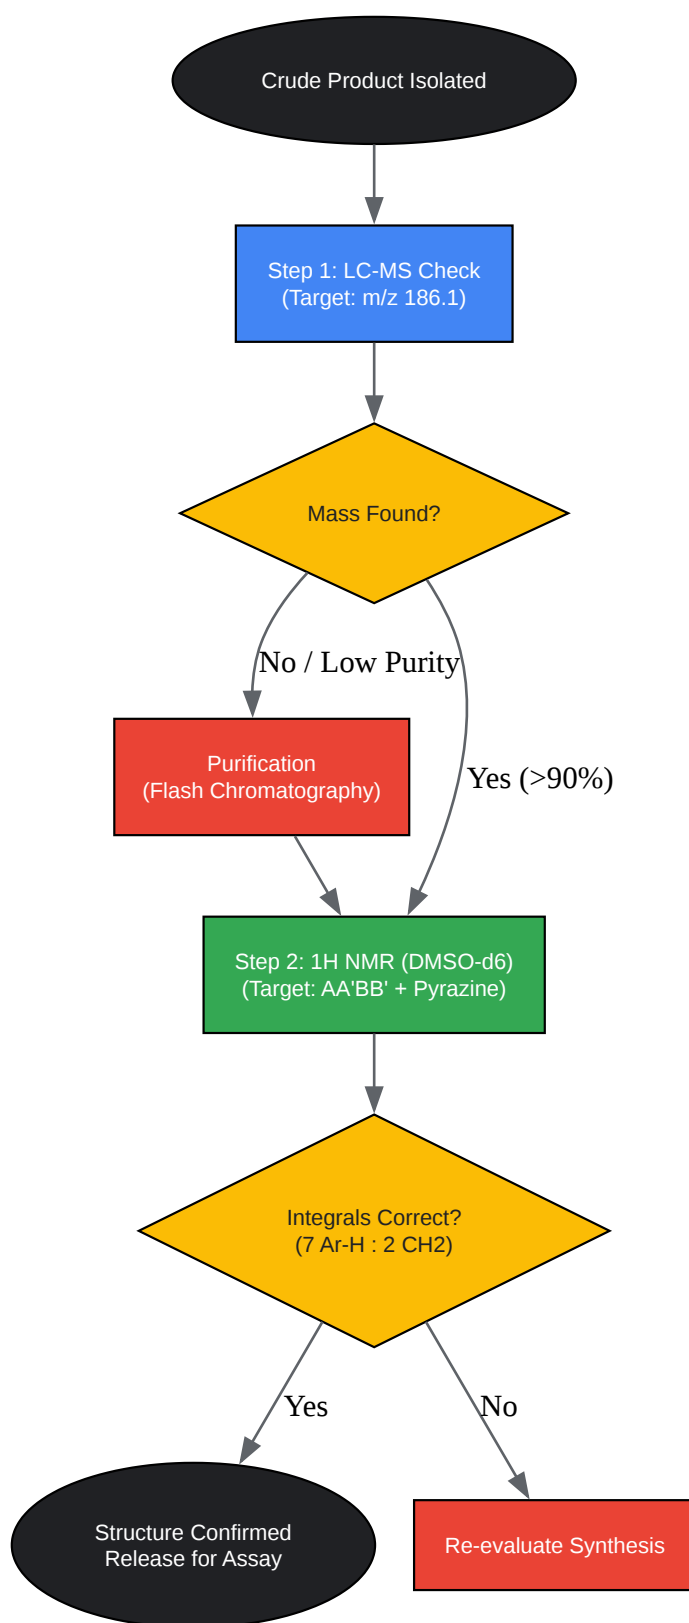 Crude Product Isolated
Step 1: LC-MS Check
(Target: m/z 186.1)
Mass Found?
No / Low Purity
Purification
(Flash Chromatography)
Yes (>90%)
Step 2: 1H NMR (DMSO-d6)
(Target: AA'BB' + Pyrazine)
Integrals Correct?
(7 Ar-H : 2 CH2)
Yes
No
Structure Confirmed
Release for Assay
Re-evaluate Synthesis